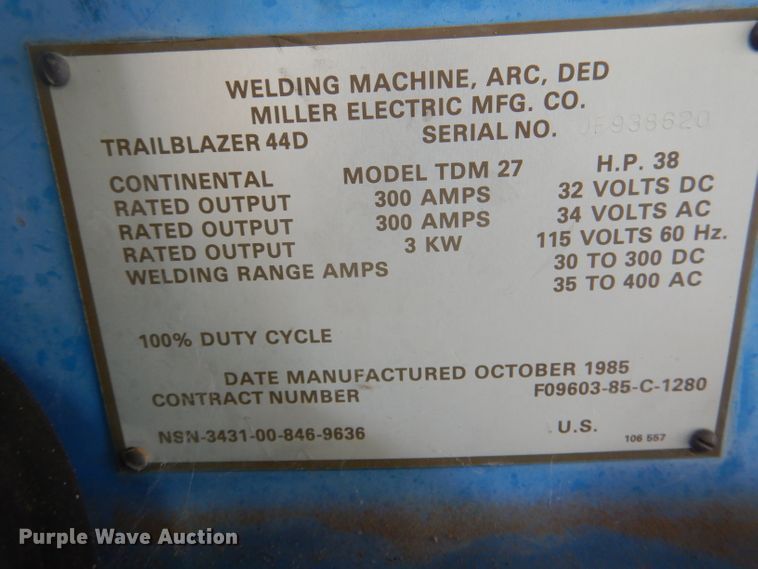 WELDING MACHINE, ARC, DED
MILLER ELECTRIC MFG. CO.
TRAILBLAZER 44D SERIAL NO. JF938620
CONTINENTAL MODEL TDM 27 H.P. 38
RATED OUTPUT 300 AMPS 32 VOLTS DC
RATED OUTPUT 300 AMPS 34 VOLTS AC
RATED OUTPUT 3 KW 115 VOLTS 60 Hz.
WELDING RANGE AMPS 30 TO 300 DC
35 TO 400 AC
100% DUTY CYCLE
DATE MANUFACTURED OCTOBER 1985
CONTRACT NUMBER F09603-85-C-1280
NSN-3431-00-846-9636 U.S.
106 557
Purple Wave Auction